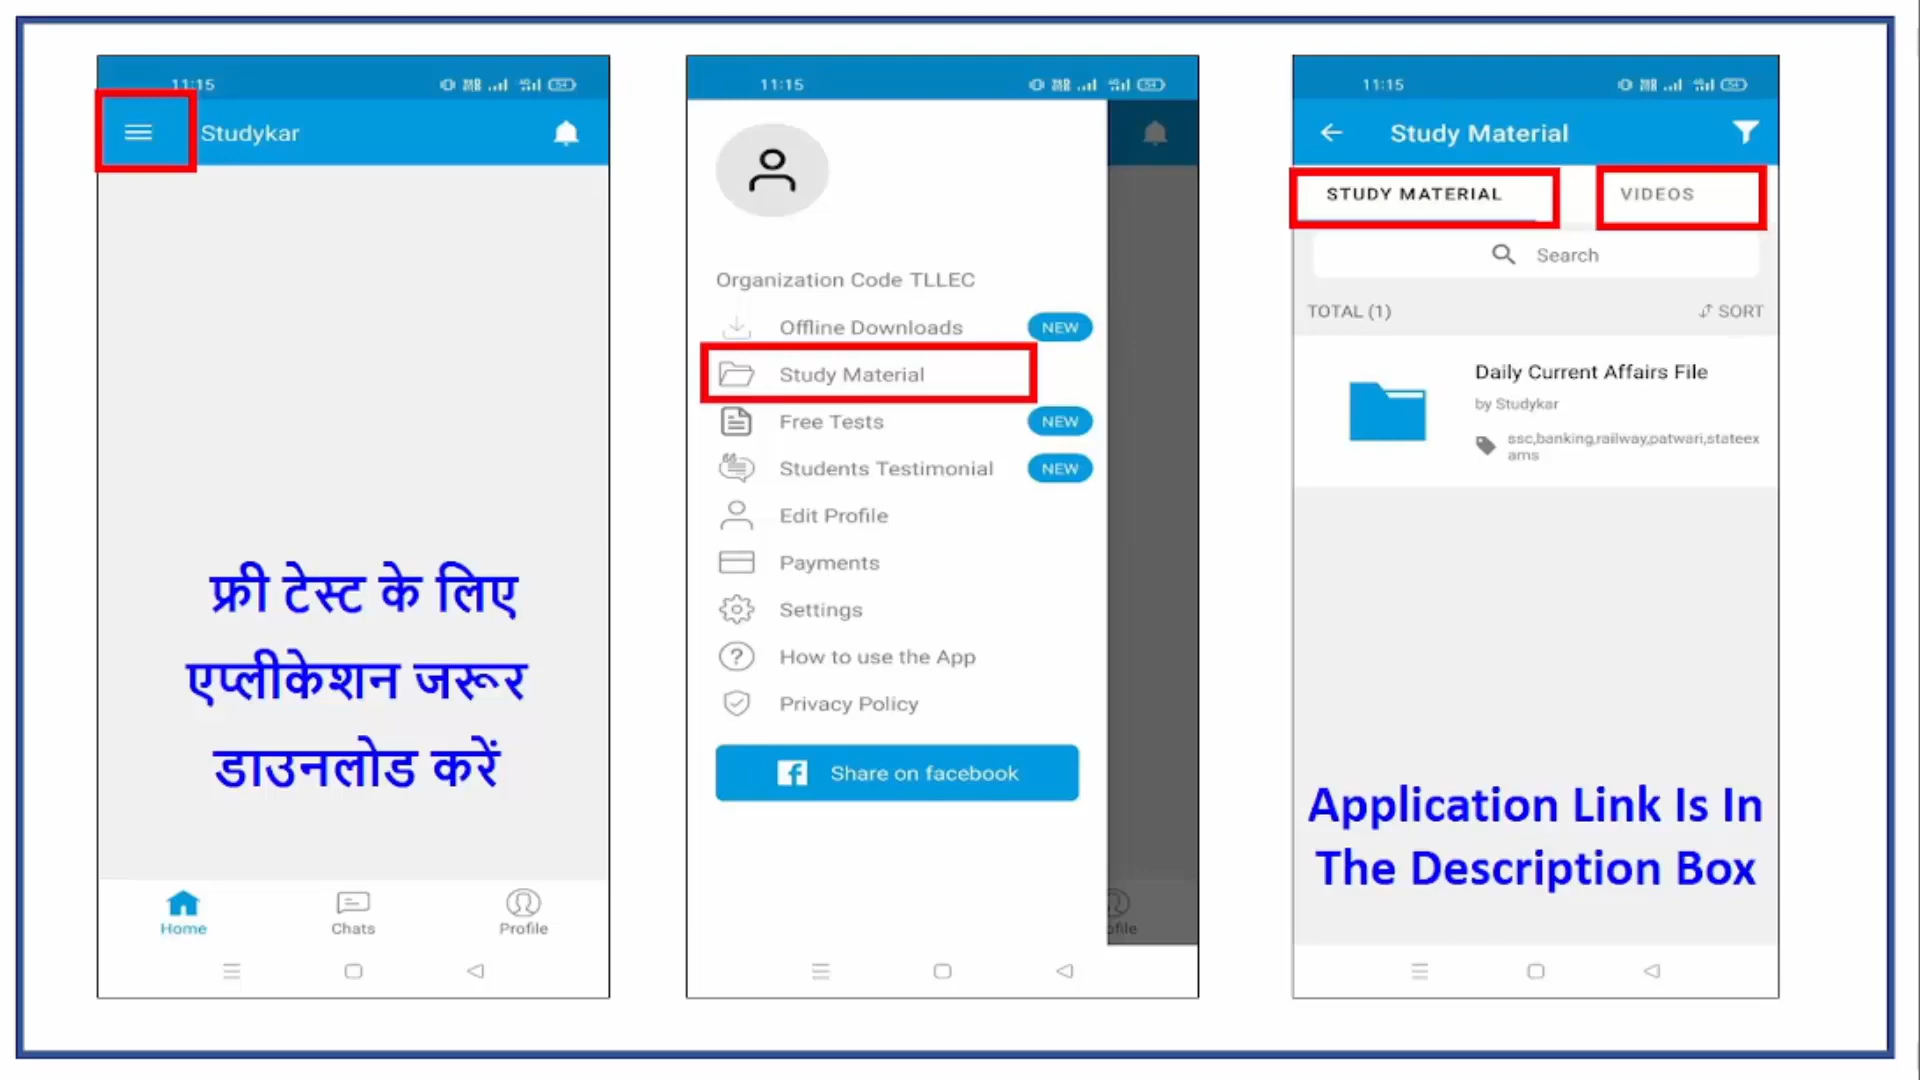 11:15
Studykar
फ्री टेस्ट के लिए
एप्लीकेशन जरूर
डाउनलोड करें
Home
Chats
Profile
11:15
Organization Code TLLEC
Offline Downloads
NEW
Study Material
Free Tests
NEW
Students Testimonial
NEW
Edit Profile
Payments
Settings
How to use the App
Privacy Policy
Share on facebook
11:15
Study Material
STUDY MATERIAL
VIDEOS
Search
TOTAL (1)
SORT
Daily Current Affairs File
by Studykar
ssc,banking,railway,patwari,stateex
ams
Application Link Is In
The Description Box